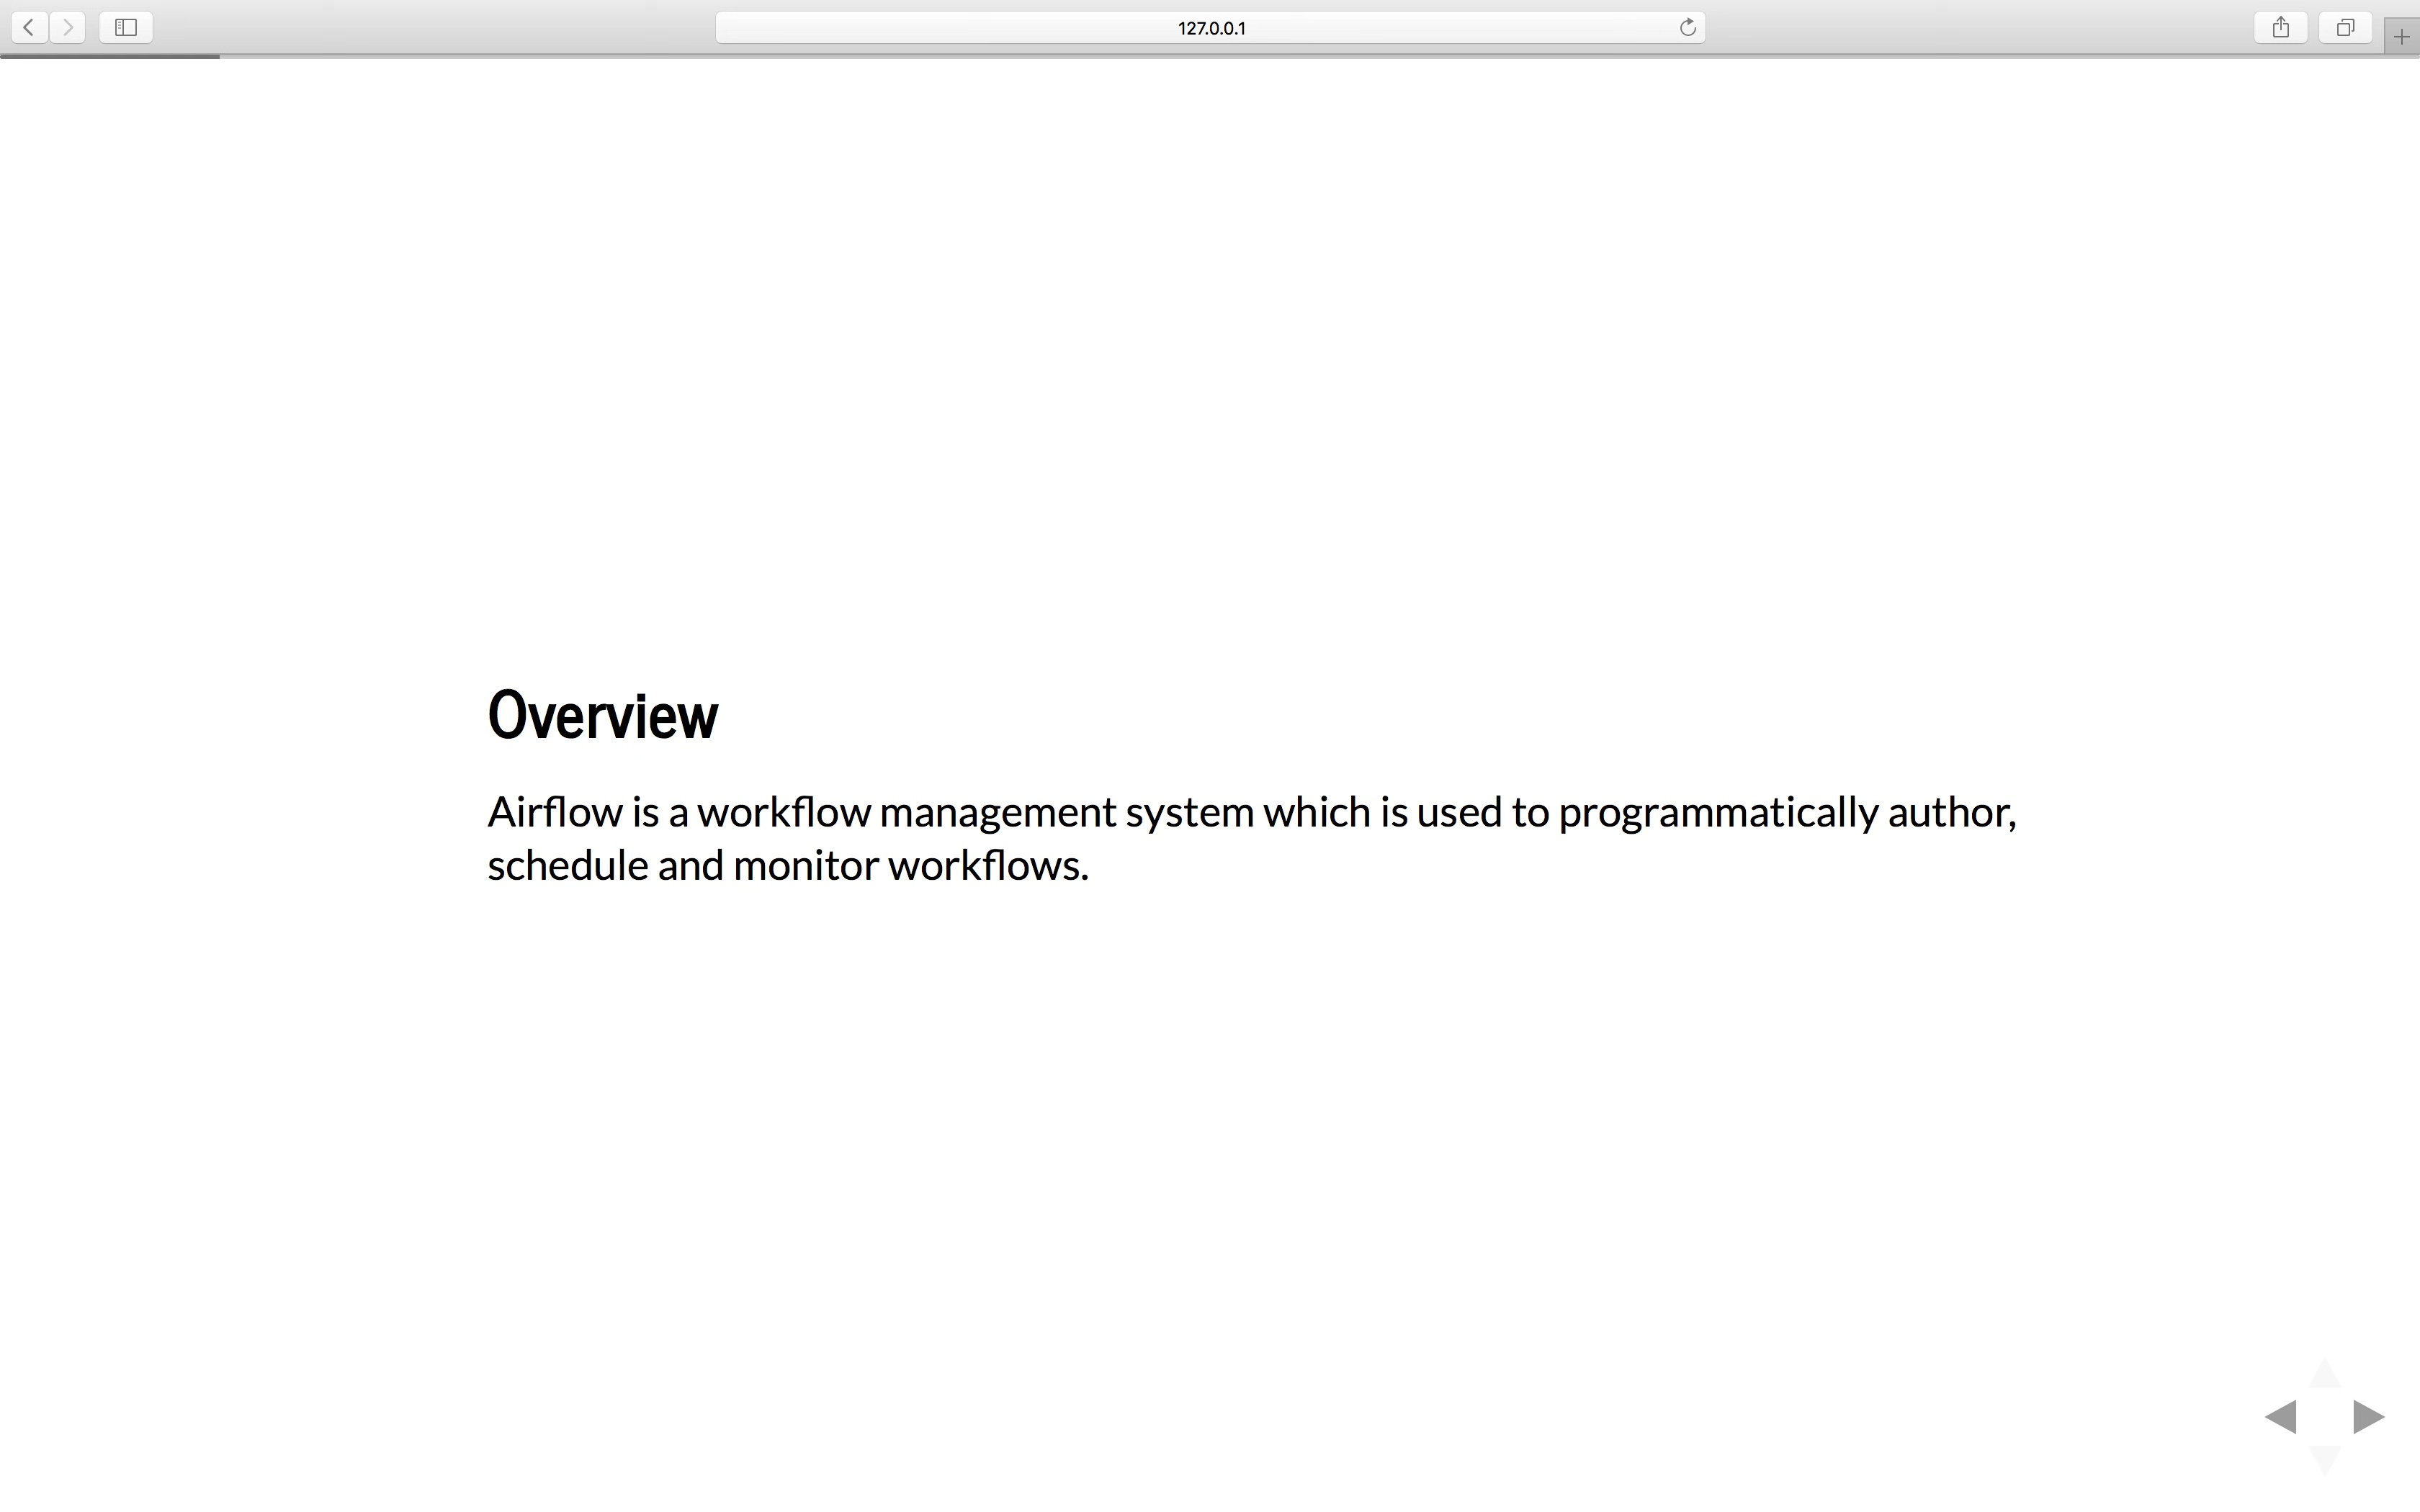 127.0.0.1
Overview
Airflow is a workflow management system which is used to programmatically author,
schedule and monitor workflows.